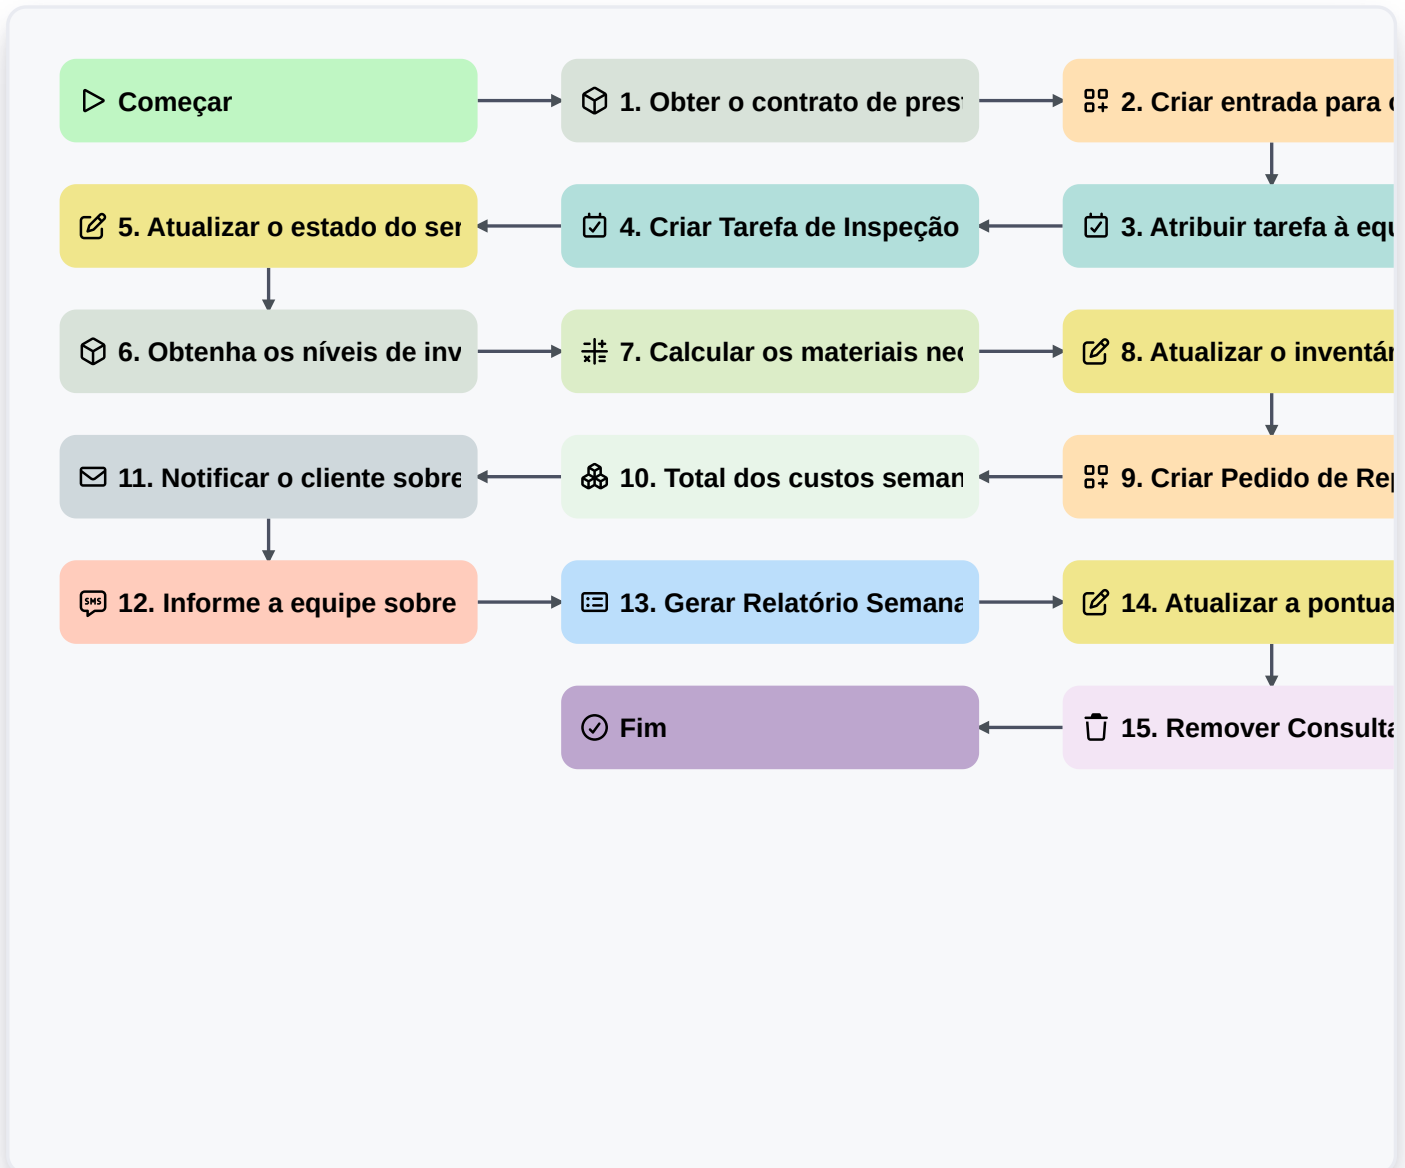 Começar
1. Obter o contrato de prest
2. Criar entrada para o
5. Atualizar o estado do ser
4. Criar Tarefa de Inspeção
3. Atribuir tarefa à equ
6. Obtenha os níveis de inv
7. Calcular os materiais nec
8. Atualizar o inventár
11. Notificar o cliente sobre
10. Total dos custos seman
9. Criar Pedido de Rep
12. Informe a equipe sobre
13. Gerar Relatório Semana
14. Atualizar a pontua
Fim
15. Remover Consulta
SMS